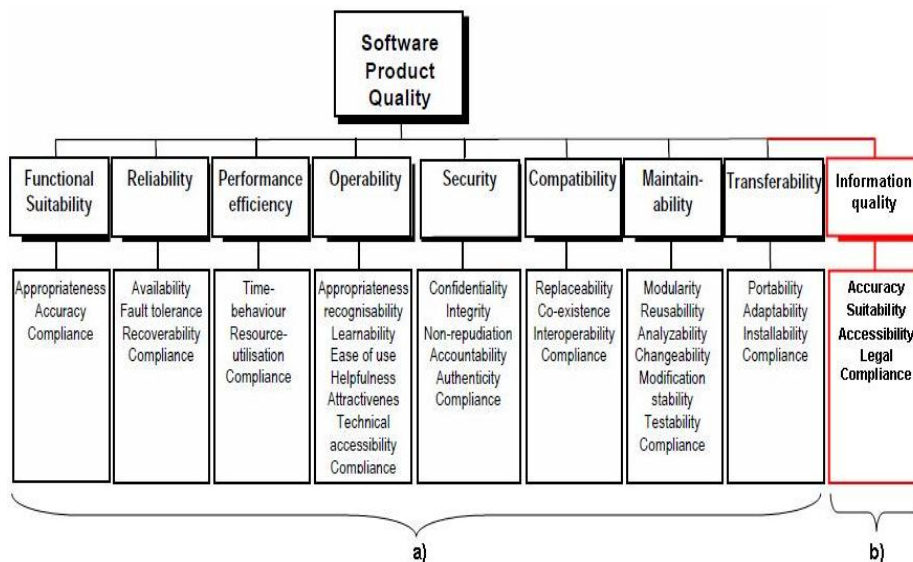 Software
Product
Quality
Functional
Suitability
Reliability
Performance
efficiency
Operability
Security
Compatibility
Maintain-
ability
Transferability
Information
quality
Appropriateness
Accuracy
Compliance
Availability
Fault tolerance
Recoverability
Compliance
Time-
behaviour
Resource-
utilisation
Compliance
Appropriateness
recognisability
Learnability
Ease of use
Helpfulness
Attractivenes
Technical
accessibility
Compliance
Confidentiality
Integrity
Non-repudiation
Accountability
Authenticity
Compliance
Replaceability
Co-existence
Interoperability
Compliance
Modularity
Reusabillity
Analyzability
Changeability
Modification
stability
Testability
Compliance
Portability
Adaptability
Installability
Compliance
Accuracy
Suitability
Accessibility
Legal
Compliance
a)
b)